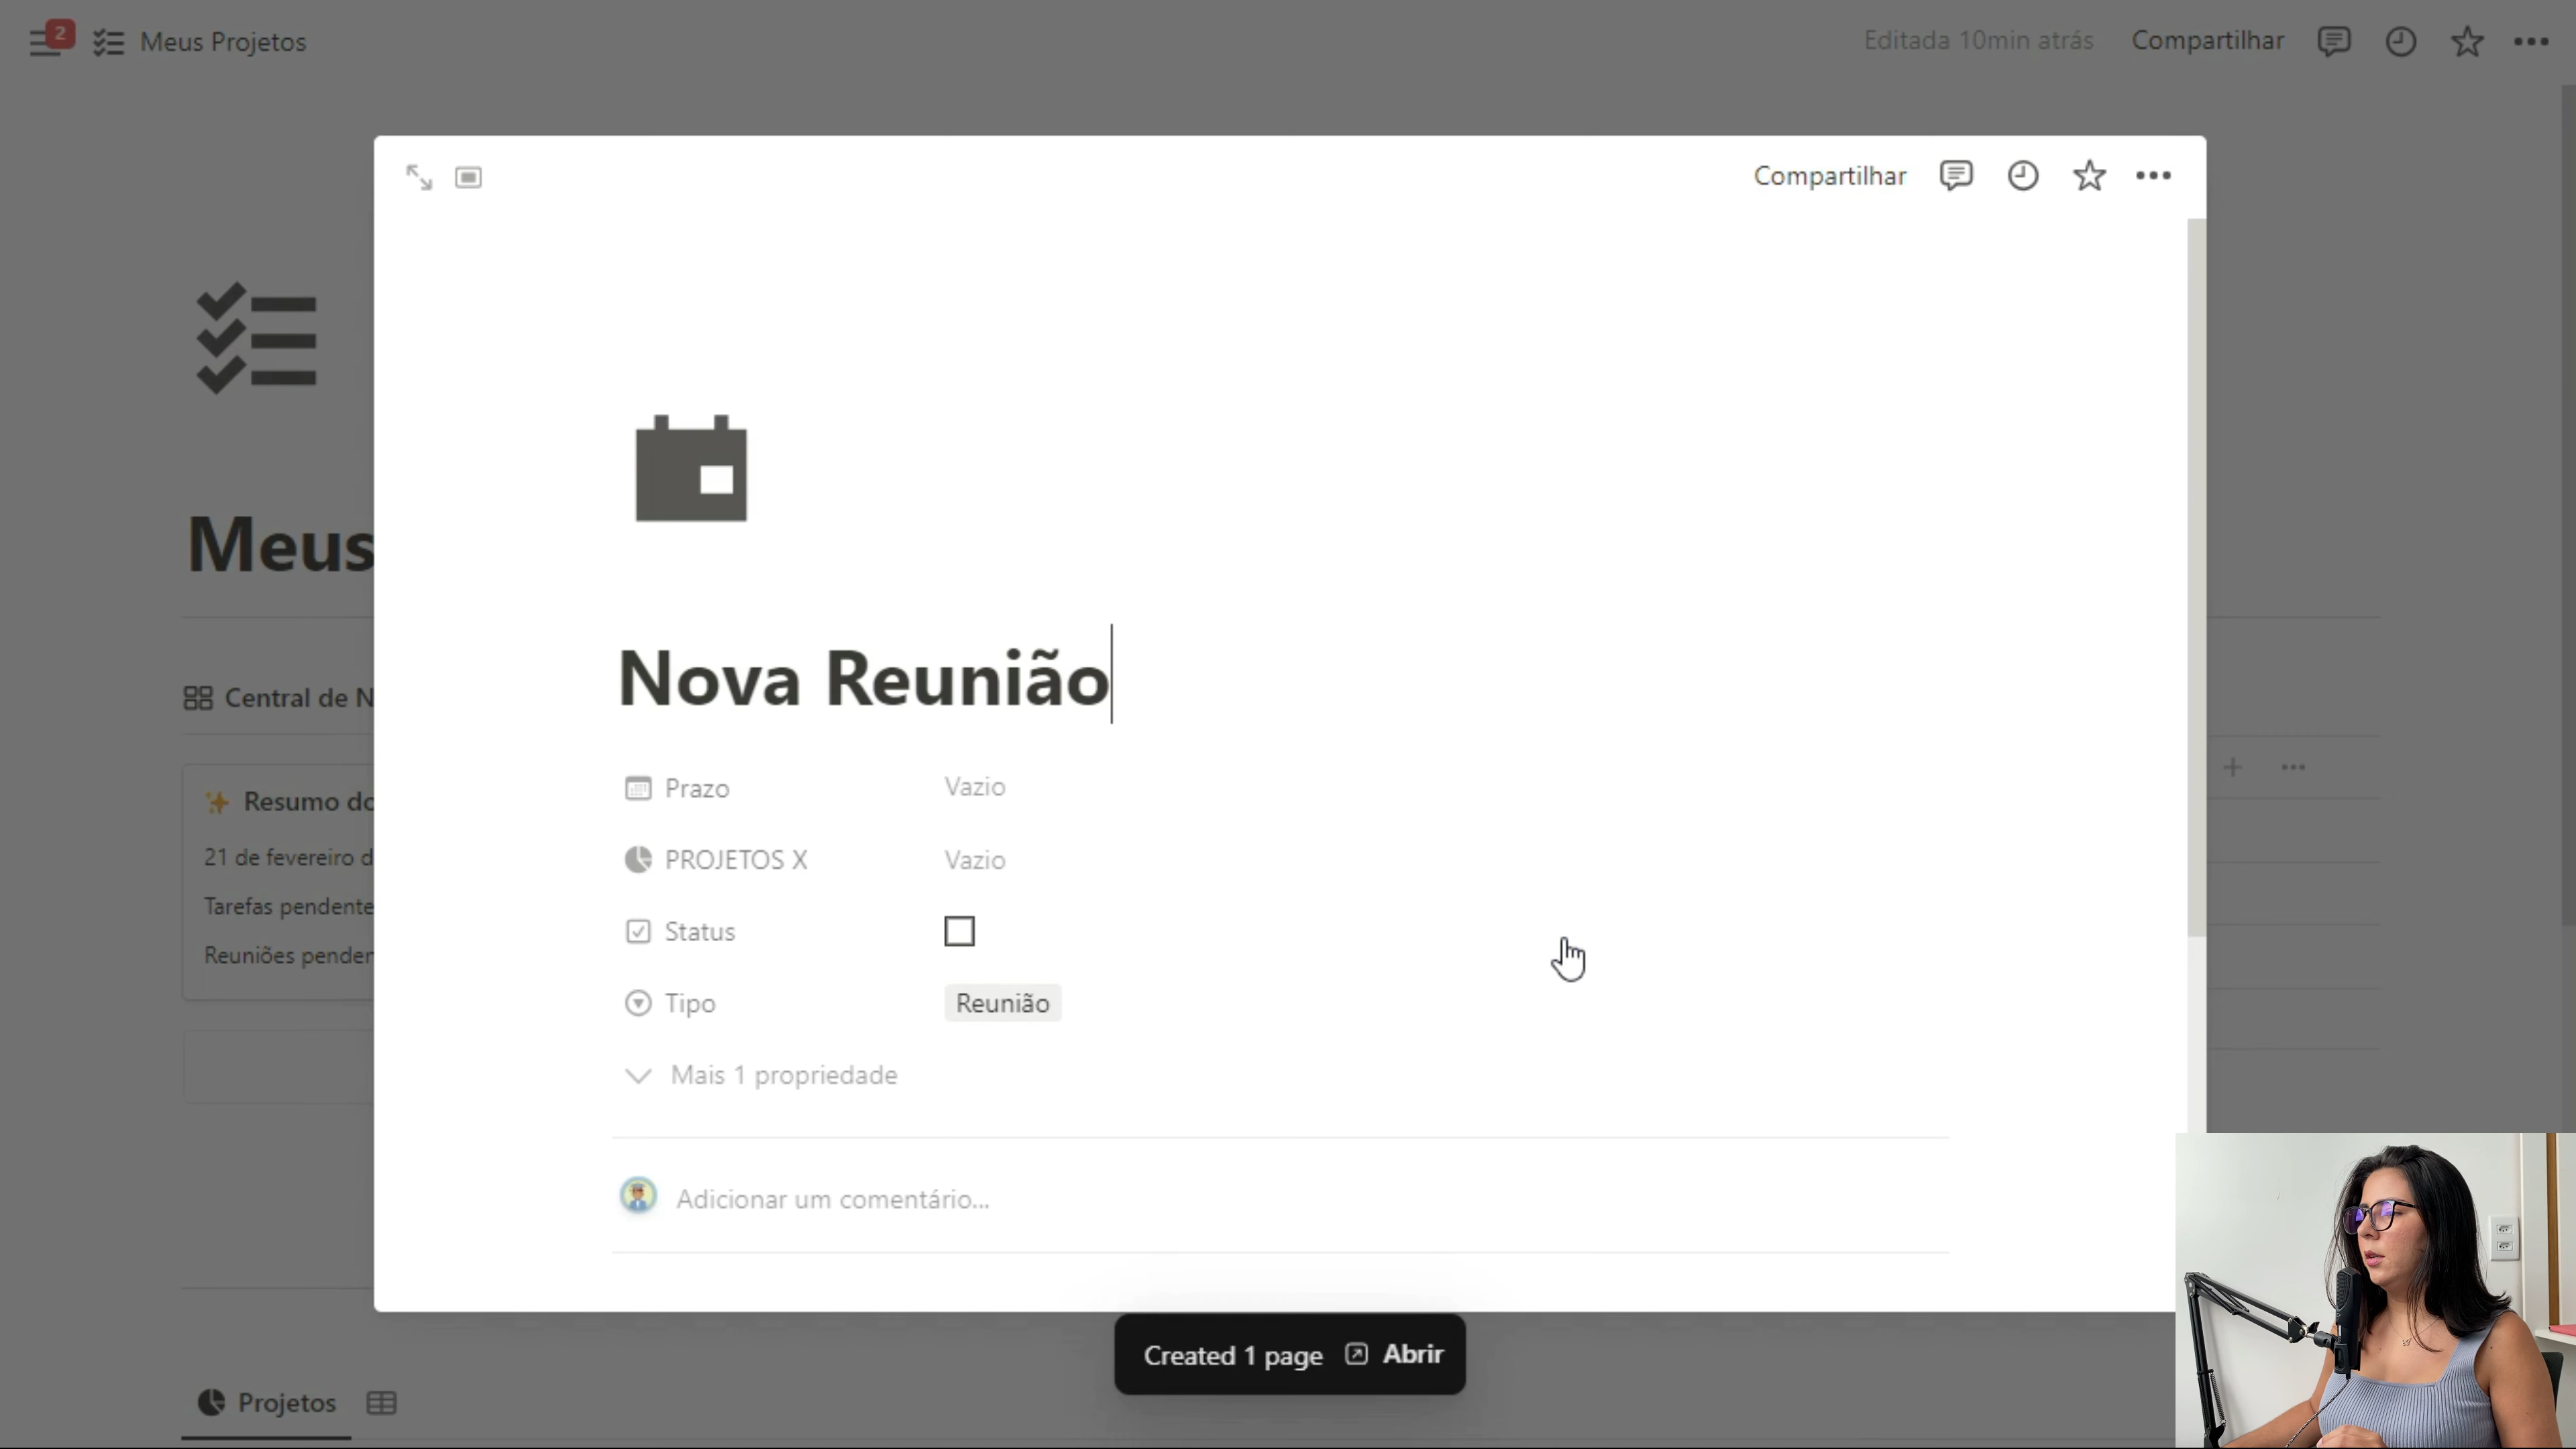 2
Meus Projetos
Editada 10min atrás
Compartilhar
Compartilhar
Meus
Nova Reunião
Central de N
Prazo
Vazio
Resumo do
PROJETOS X
Vazio
21 de fevereiro d
Tarefas pendente
Status
Reuniões penden
Tipo
Reunião
Mais 1 propriedade
Adicionar um comentário...
Created 1 page
Abrir
Projetos